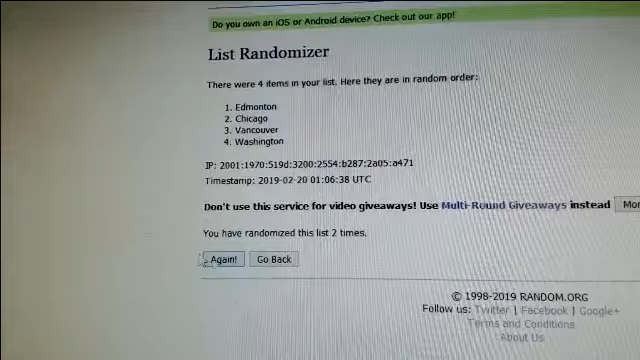 Do you own an iOS or Android device? Check out our app!
List Randomizer
There were 4 items in your list. Here they are in random order:
1. Edmonton
2. Chicago
3. Vancouver
4. Washington
IP: 2001:1970:519d:3200:2554:b287:2a05:a471
Timestamp: 2019-02-20 01:06:38 UTC
Don't use this service for video giveaways! Use Multi-Round Giveaways instead Mor
You have randomized this list 2 times.
Again! Go Back
© 1998-2019 RANDOM.ORG
Follow us: Twitter | Facebook | Google+
Terms and Conditions
About Us